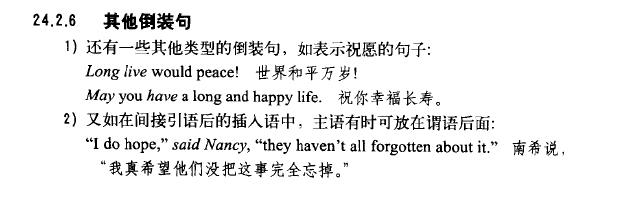 24.2.6 其他倒装句
1) 还有一些其他类型的倒装句，如表示祝愿的句子：
Long live would peace! 世界和平万岁！
May you have a long and happy life. 祝你幸福长寿。
2) 又如在间接引语后的插入语中，主语有时可放在谓语后面：
“I do hope,” said Nancy, “they haven’t all forgotten about it.” 南希说，
“我真希望他们没把这事完全忘掉。”